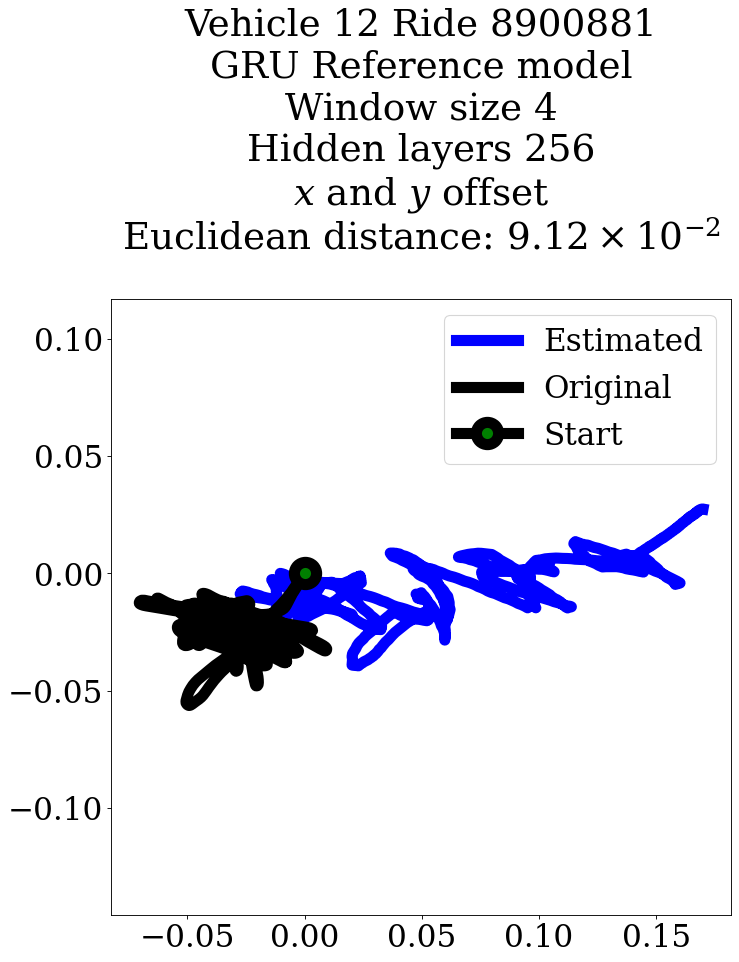 Vehicle 12 Ride 8900881
GRU Reference model
Window size 4
Hidden layers 256
x and y offset
Euclidean distance: 9.12 × 10⁻²
Estimated
Original
Start
0.10
0.05
0.00
−0.05
−0.10
−0.05 0.00 0.05 0.10 0.15